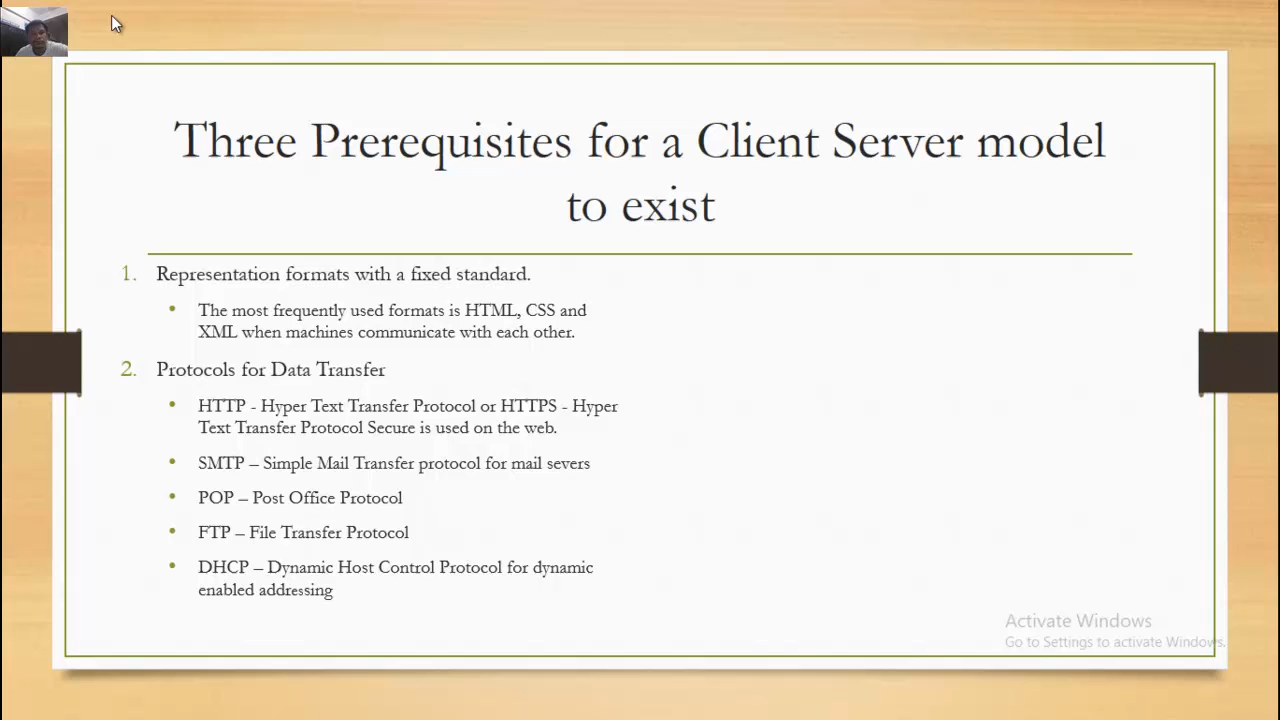 Three Prerequisites for a Client Server model
to exist
1. Representation formats with a fixed standard.
• The most frequently used formats is HTML, CSS and
XML when machines communicate with each other.
2. Protocols for Data Transfer
• HTTP - Hyper Text Transfer Protocol or HTTPS - Hyper
Text Transfer Protocol Secure is used on the web.
• SMTP – Simple Mail Transfer protocol for mail severs
• POP – Post Office Protocol
• FTP – File Transfer Protocol
• DHCP – Dynamic Host Control Protocol for dynamic
enabled addressing
Activate Windows
Go to Settings to activate Windows.